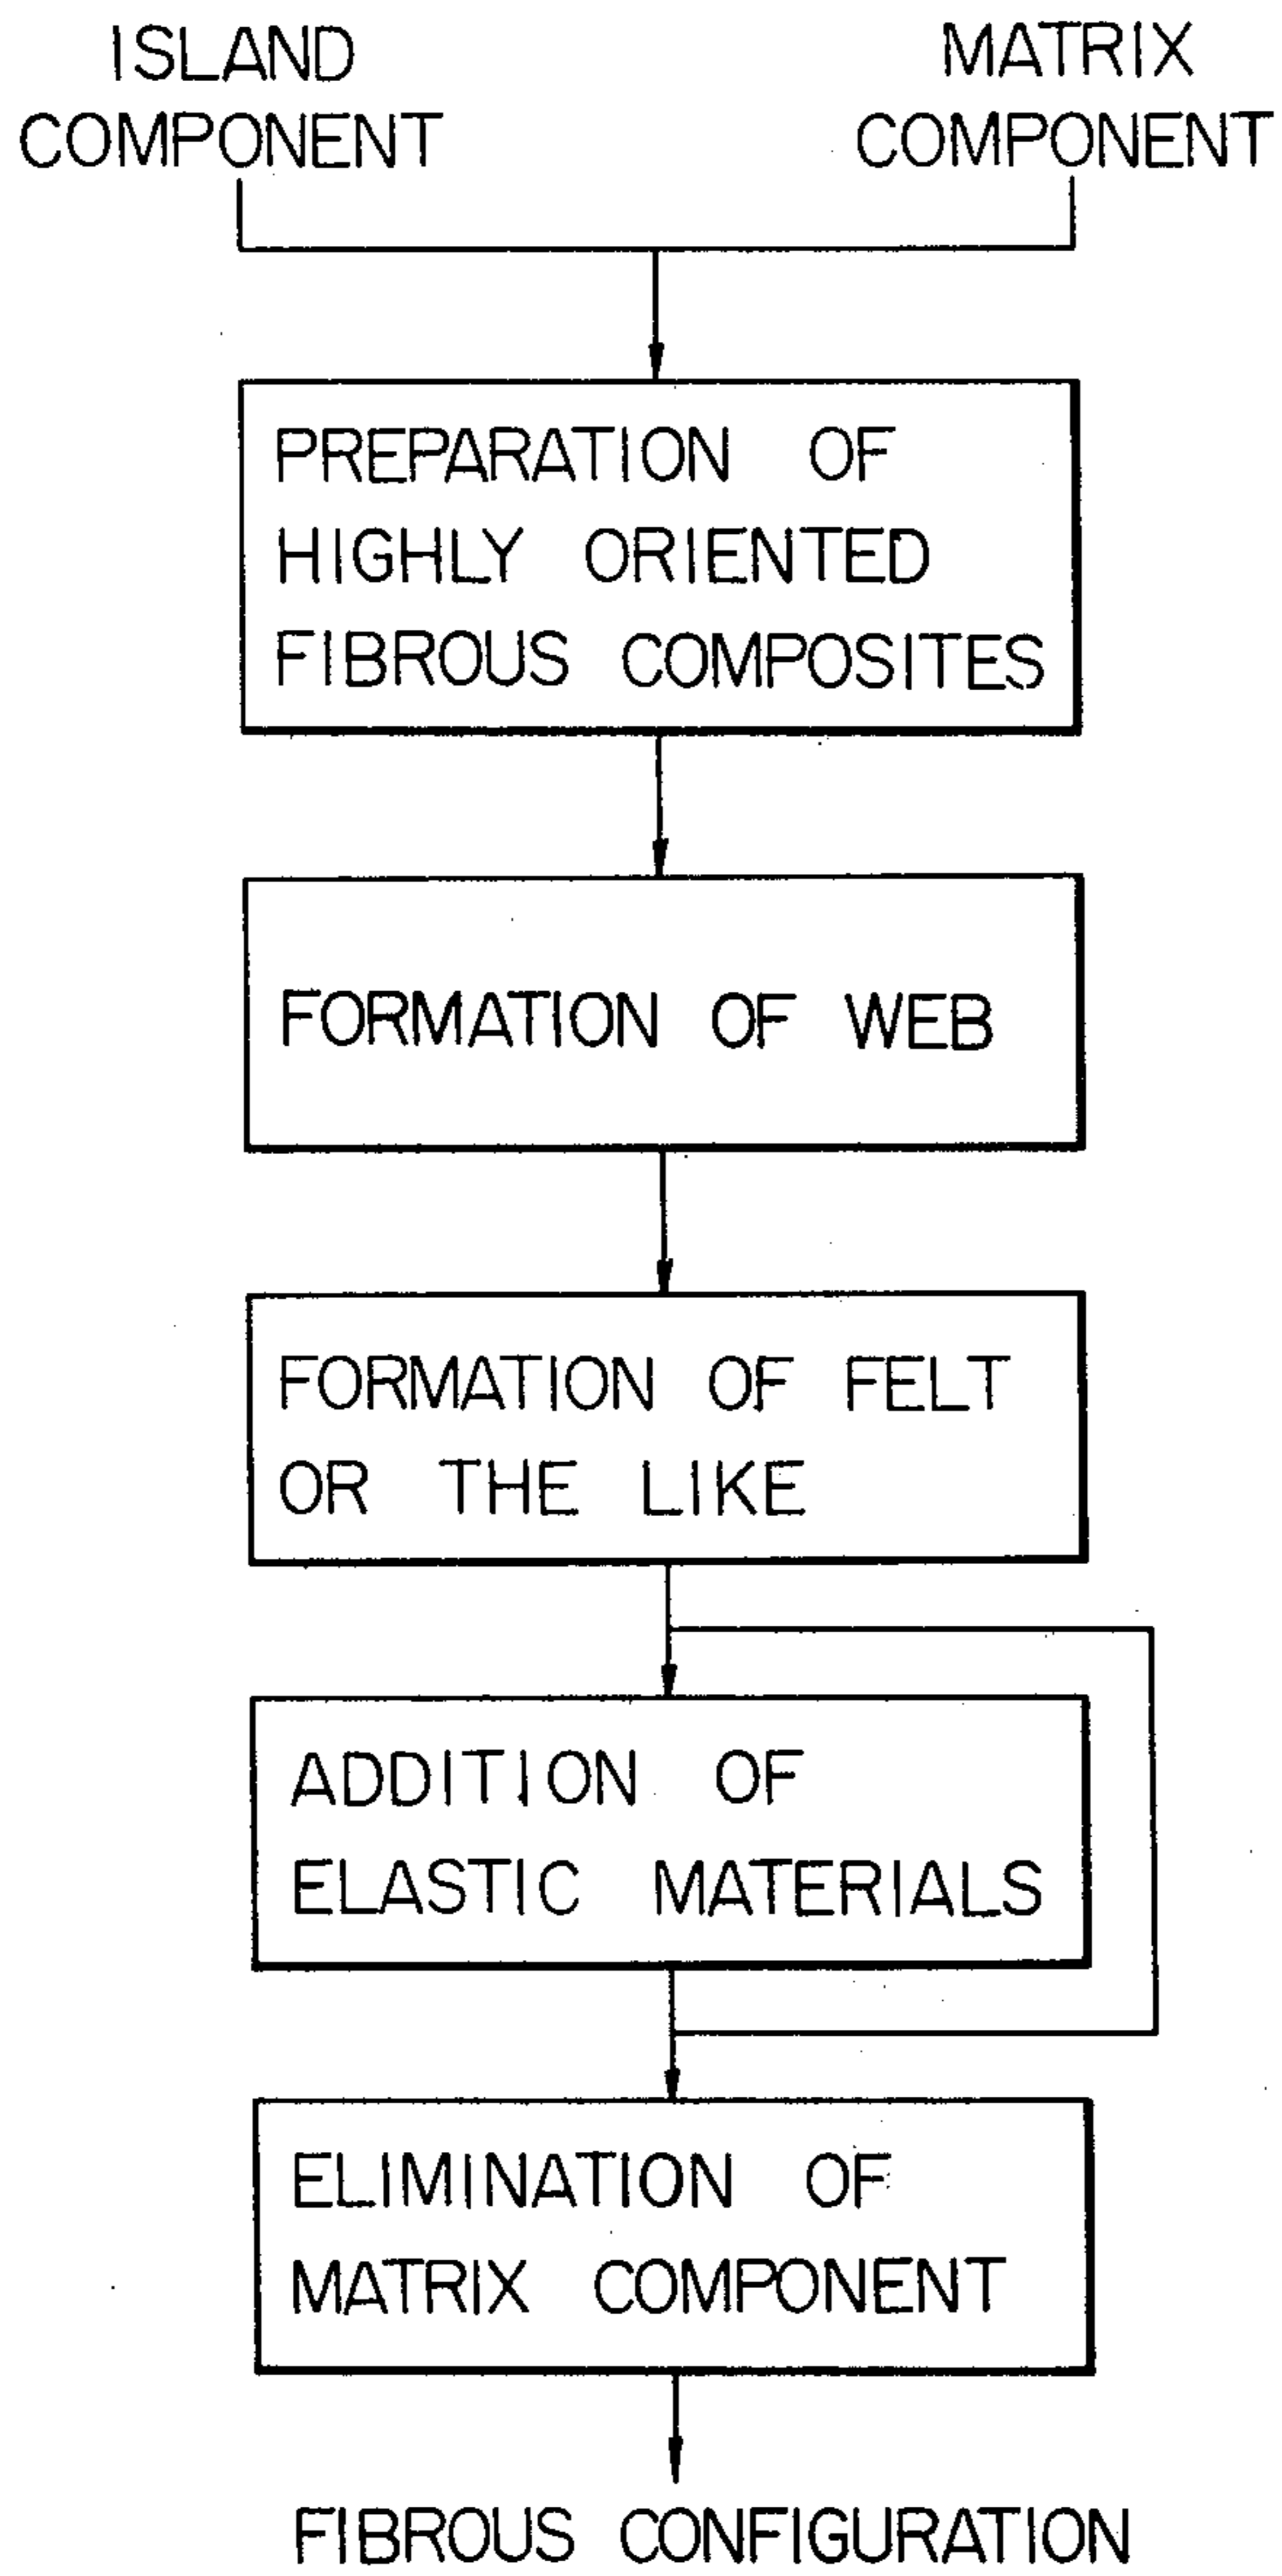 ISLAND
COMPONENT
MATRIX
COMPONENT
PREPARATION OF
HIGHLY ORIENTED
FIBROUS COMPOSITES
FORMATION OF WEB
FORMATION OF FELT
OR THE LIKE
ADDITION OF
ELASTIC MATERIALS
ELIMINATION OF
MATRIX COMPONENT
FIBROUS CONFIGURATION